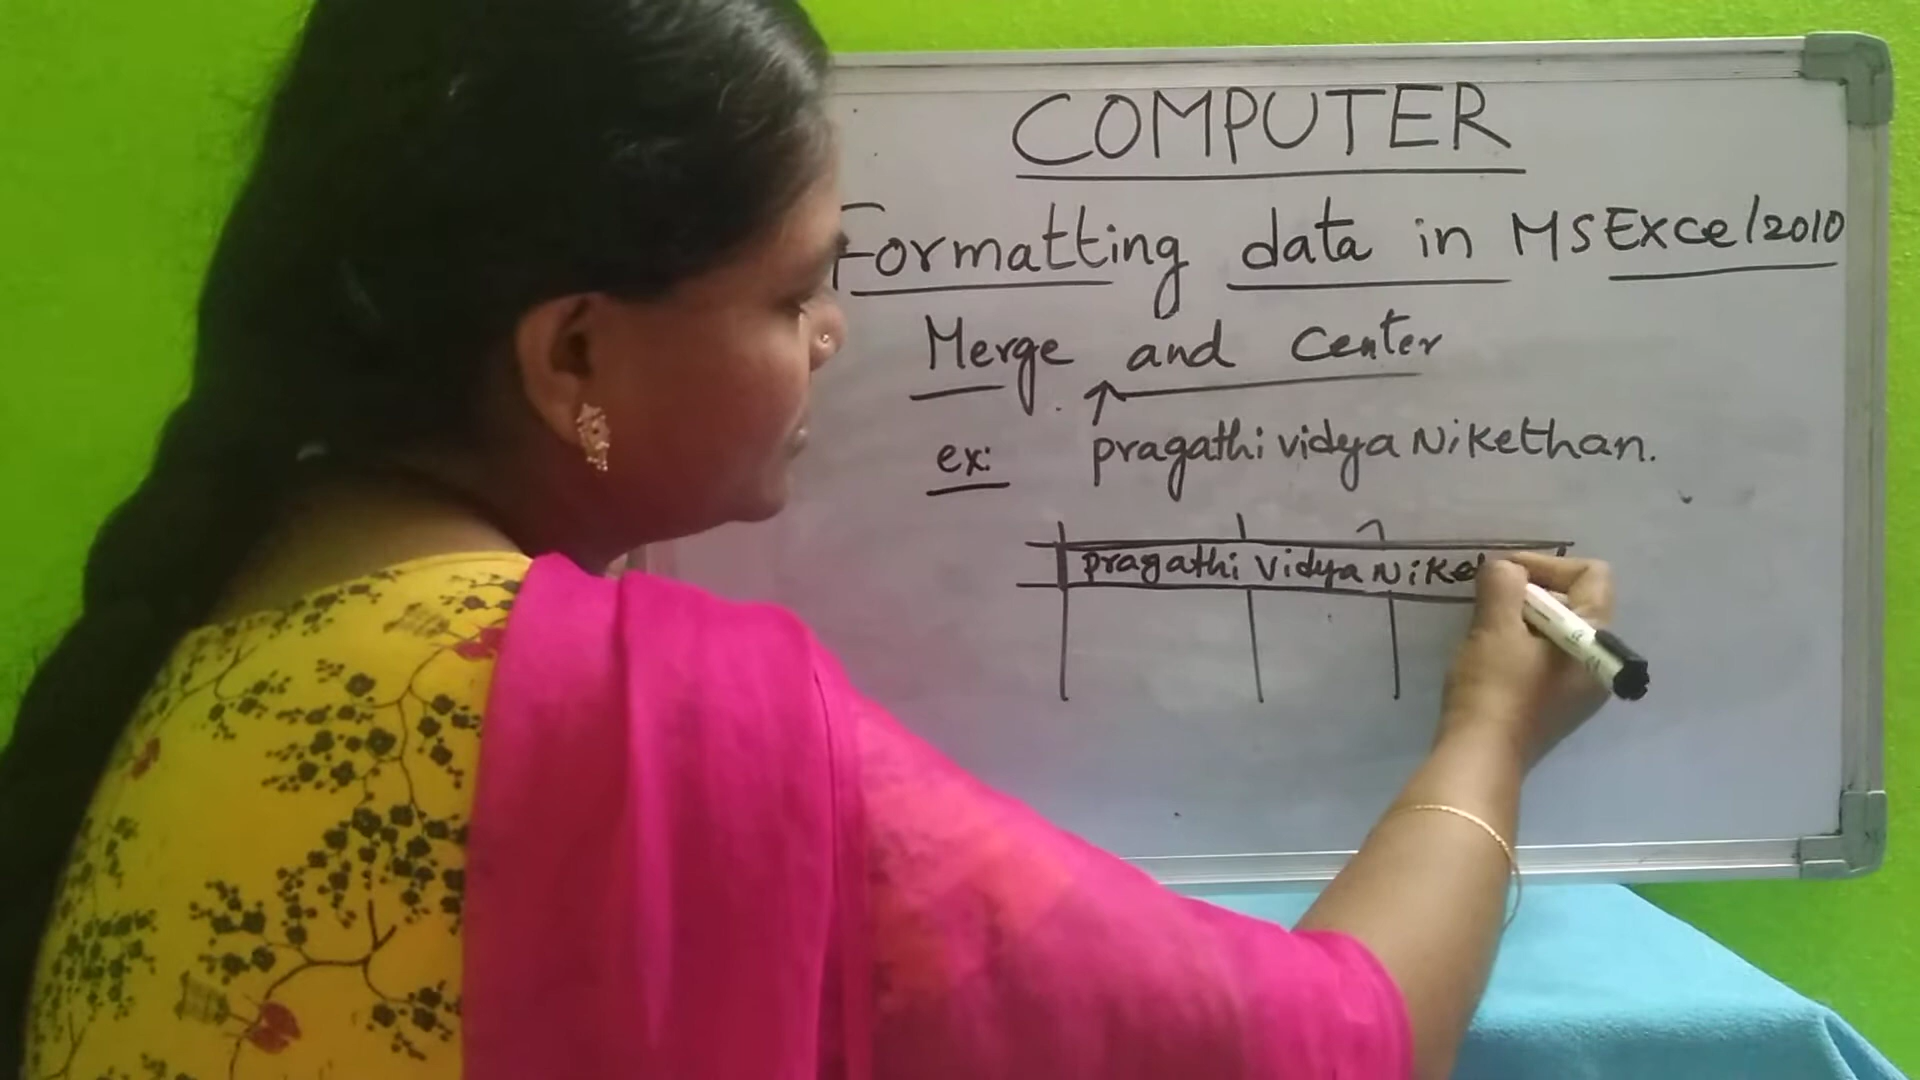 COMPUTER
Formatting data in MSExcel2010
Merge and Center
ex: pragathi vidya Nikethan.
pragathi vidya Nike